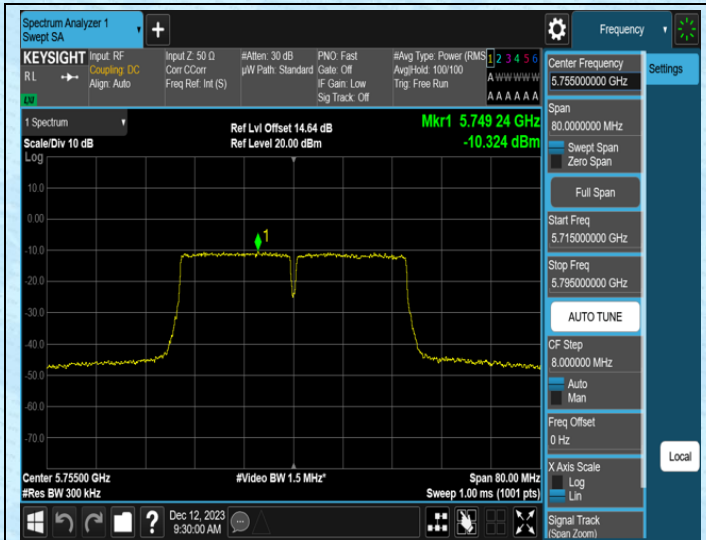 Spectrum Analyzer 1
Swept SA
Frequency
KEYSIGHT
RL
LXI
Input: RF
Coupling: DC
Align: Auto
Input Z: 50 Ω
Corr CCorr
Freq Ref: Int (S)
#Atten: 30 dB
µW Path: Standard
PNO: Fast
Gate: Off
IF Gain: Low
Sig Track: Off
#Avg Type: Power (RMS
Avg|Hold: 100/100
Trig: Free Run
1 2 3 4 5 6
A W W W W W
A A A A A A
Center Frequency
5.755000000 GHz
Settings
Span
80.0000000 MHz
Swept Span
Zero Span
Full Span
Start Freq
5.715000000 GHz
Stop Freq
5.795000000 GHz
AUTO TUNE
CF Step
8.000000 MHz
Auto
Man
Freq Offset
0 Hz
X Axis Scale
Log
Lin
Signal Track
(Span Zoom)
Local
1 Spectrum
Scale/Div 10 dB
Log
Ref Lvl Offset 14.64 dB
Ref Level 20.00 dBm
Mkr1 5.749 24 GHz
-10.324 dBm
10.0
0.00
-10.0
-20.0
-30.0
-40.0
-50.0
-60.0
-70.0
1
Center 5.75500 GHz
#Res BW 300 kHz
#Video BW 1.5 MHz*
Span 80.00 MHz
Sweep 1.00 ms (1001 pts)
?
Dec 12, 2023
9:30:00 AM